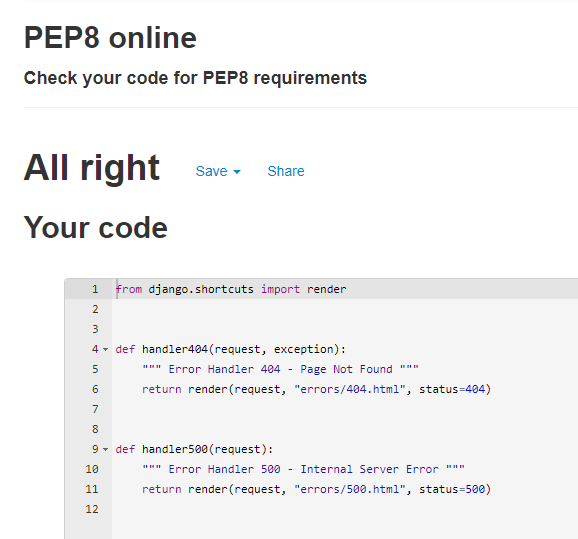 PEP8 online
Check your code for PEP8 requirements
All right Save Share
Your code
1 from django.shortcuts import render
2
3
4 def handler404(request, exception):
5     """ Error Handler 404 - Page Not Found """
6     return render(request, "errors/404.html", status=404)
7
8
9 def handler500(request):
10     """ Error Handler 500 - Internal Server Error """
11     return render(request, "errors/500.html", status=500)
12